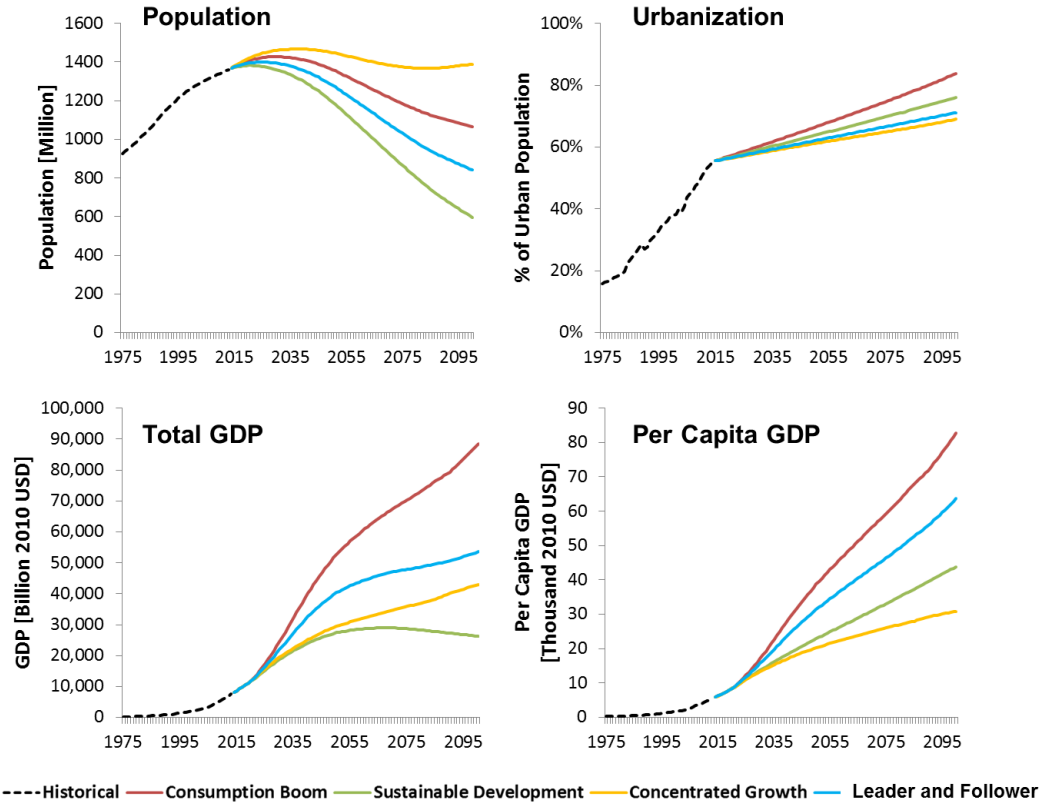 Population
Population [Million]
1600
1400
1200
1000
800
600
400
200
0
1975 1995 2015 2035 2055 2075 2095
Urbanization
% of Urban Population
100%
80%
60%
40%
20%
0%
1975 1995 2015 2035 2055 2075 2095
Total GDP
GDP [Billion 2010 USD]
100,000
90,000
80,000
70,000
60,000
50,000
40,000
30,000
20,000
10,000
0
1975 1995 2015 2035 2055 2075 2095
Per Capita GDP
Per Capita GDP
[Thousand 2010 USD]
90
80
70
60
50
40
30
20
10
0
1975 1995 2015 2035 2055 2075 2095
Historical Consumption Boom Sustainable Development Concentrated Growth Leader and Follower